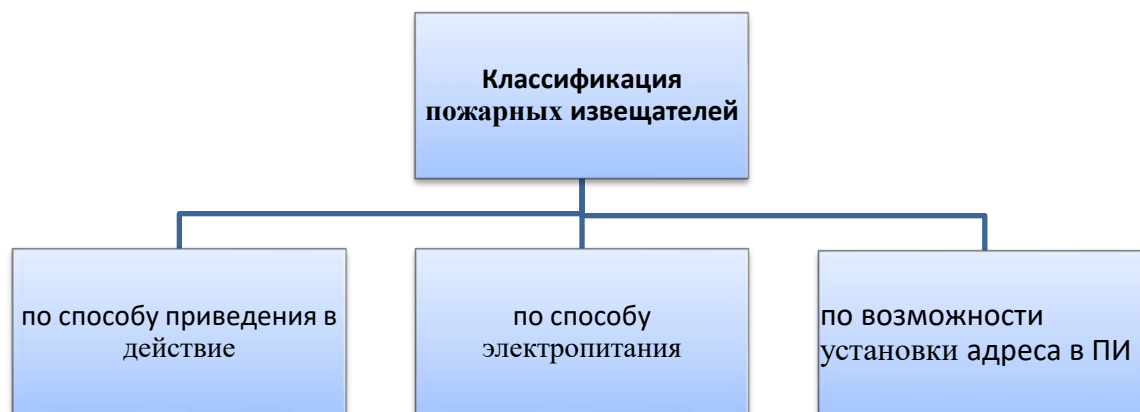 Классификация
пожарных извещателей
по способу приведения в
действие
по способу
электропитания
по возможности
установки адреса в ПИ